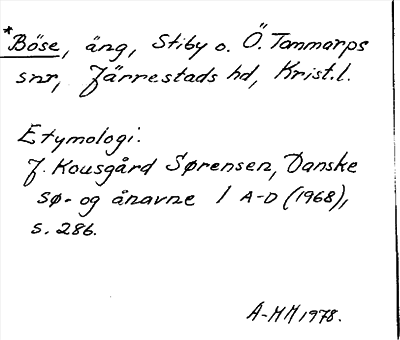 *Böse, äng, Stiby o. Ö. Tommarps
snr, Järrestads hd, Krist.l.
Etymologi:
J. Kousgård Sørensen, Danske
sø- og ånavne I A-D (1968),
s. 286.
A-MH 1978.